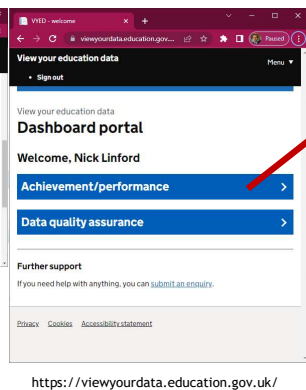 VYED - welcome
viewyourdata.education.gov...
Paused
View your education data
Menu ▼
• Sign out
View your education data
Dashboard portal
Welcome, Nick Linford
Achievement/performance
Data quality assurance
Further support
If you need help with anything, you can submit an enquiry.
Privacy Cookies Accessibility statement
https://viewyourdata.education.gov.uk/